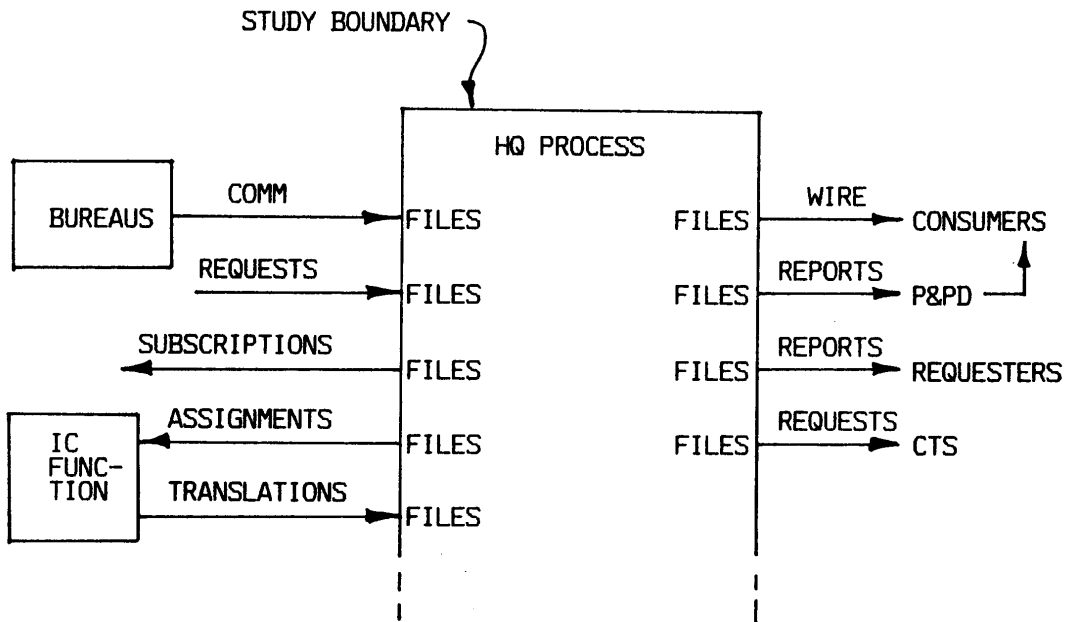 STUDY BOUNDARY
HQ PROCESS
BUREAUS
COMM
FILES
FILES
WIRE
CONSUMERS
REQUESTS
FILES
FILES
REPORTS
P&PD
SUBSCRIPTIONS
FILES
FILES
REPORTS
REQUESTERS
IC
FUNC-
TION
ASSIGNMENTS
FILES
FILES
REQUESTS
CTS
TRANSLATIONS
FILES